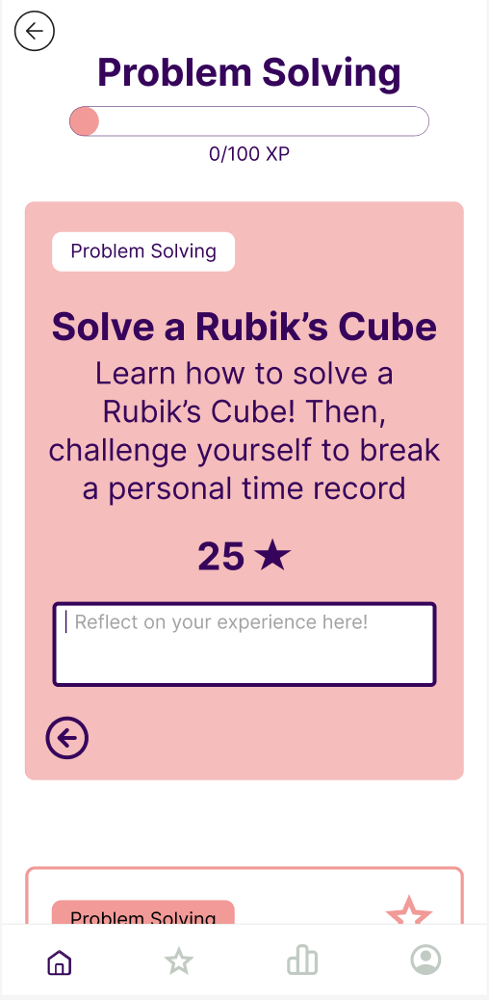 Problem Solving
0/100 XP
Problem Solving
Solve a Rubik’s Cube
Learn how to solve a
Rubik’s Cube! Then,
challenge yourself to break
a personal time record
25 ★
Reflect on your experience here!
Problem Solving